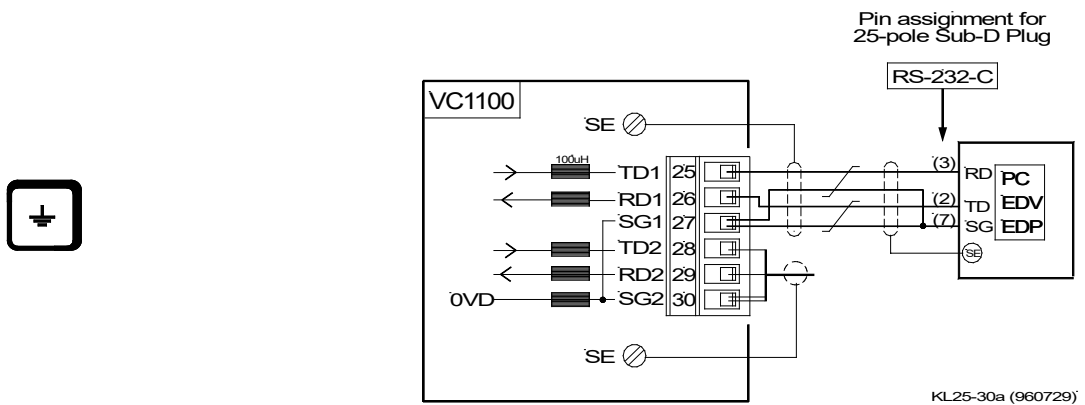 Pin assignment for
25-pole Sub-D Plug
RS-232-C
VC1100
SE
100uH
TD1 25
RD1 26
SG1 27
TD2 28
RD2 29
0VD SG2 30
SE
(3) RD
(2) TD
(7) SG
SE
PC
EDV
EDP
KL25-30a (960729)